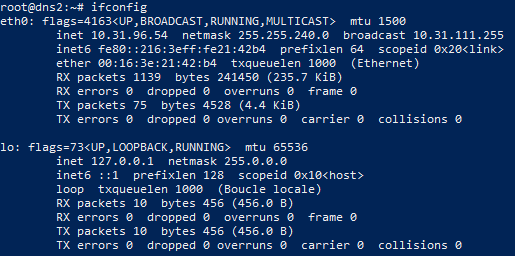 root@dns2:~# ifconfig
eth0: flags=4163<UP,BROADCAST,RUNNING,MULTICAST>  mtu 1500
        inet 10.31.96.54  netmask 255.255.240.0  broadcast 10.31.111.255
        inet6 fe80::216:3eff:fe21:42b4  prefixlen 64  scopeid 0x20<link>
        ether 00:16:3e:21:42:b4  txqueuelen 1000  (Ethernet)
        RX packets 1139  bytes 241450 (235.7 KiB)
        RX errors 0  dropped 0  overruns 0  frame 0
        TX packets 75  bytes 4528 (4.4 KiB)
        TX errors 0  dropped 0 overruns 0  carrier 0  collisions 0

lo: flags=73<UP,LOOPBACK,RUNNING>  mtu 65536
        inet 127.0.0.1  netmask 255.0.0.0
        inet6 ::1  prefixlen 128  scopeid 0x10<host>
        loop  txqueuelen 1000  (Boucle locale)
        RX packets 10  bytes 456 (456.0 B)
        RX errors 0  dropped 0  overruns 0  frame 0
        TX packets 10  bytes 456 (456.0 B)
        TX errors 0  dropped 0 overruns 0  carrier 0  collisions 0